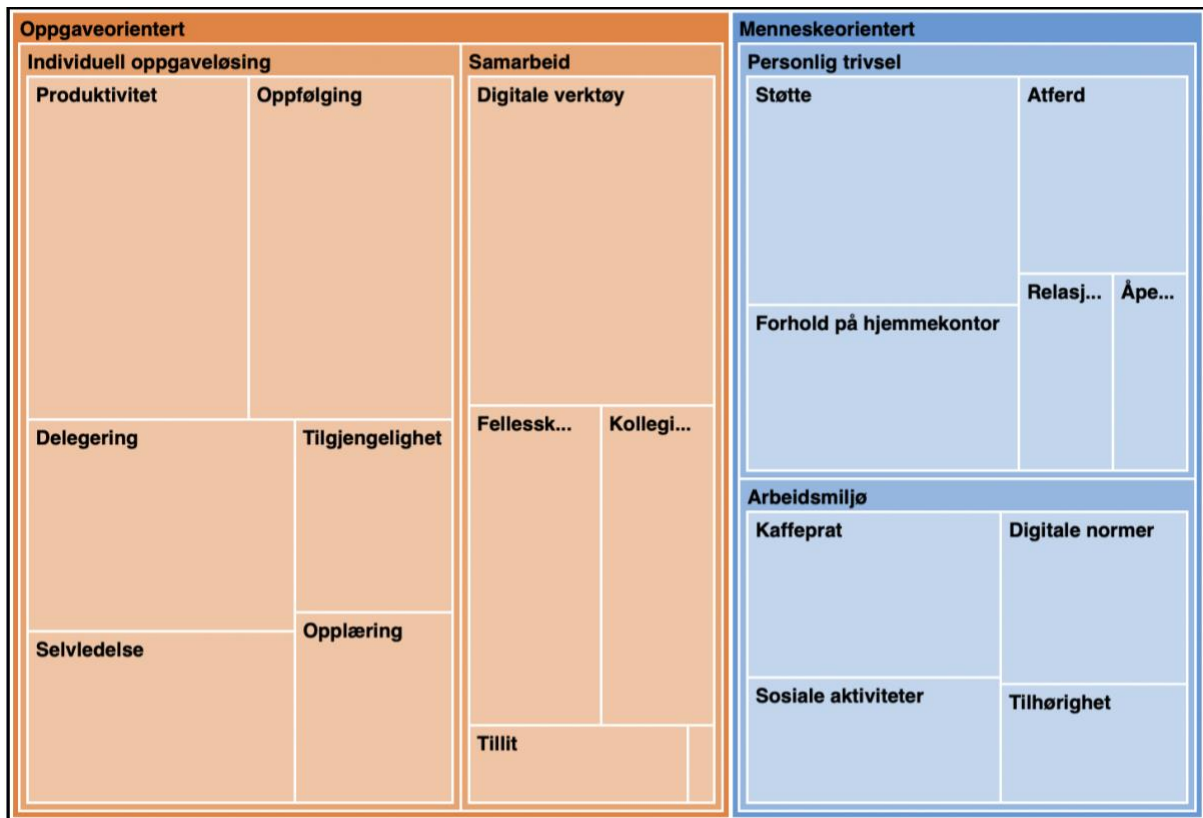 Oppgaveorientert
Individuell oppgaveløsing
Produktivitet
Oppfølging
Delegering
Tilgjengelighet
Selvledelse
Opplæring
Samarbeid
Digitale verktøy
Fellessk...
Kollegi...
Tillit
Menneskeorientert
Personlig trivsel
Støtte
Atferd
Forhold på hjemmekontor
Relasj...
Åpe...
Arbeidsmiljø
Kaffeprat
Digitale normer
Sosiale aktiviteter
Tilhørighet